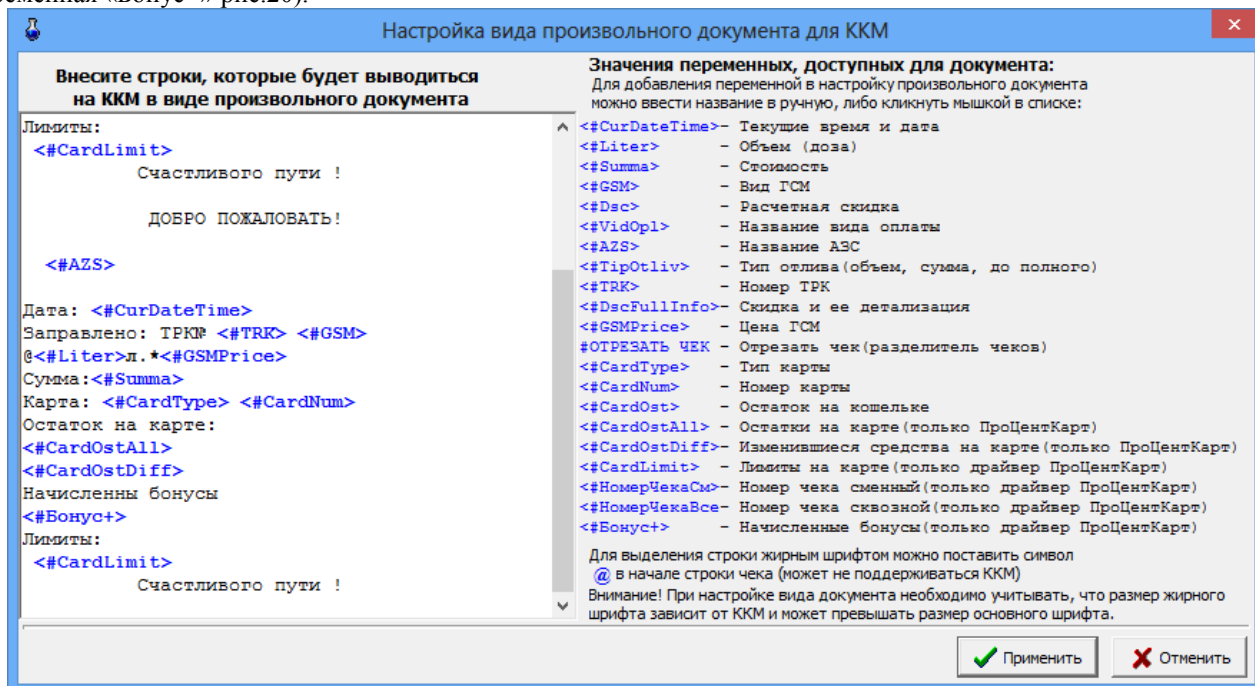 Переменная «Бонус+» рис.20).
Настройка вида произвольного документа для ККМ
Внесите строки, которые будет выводиться
на ККМ в виде произвольного документа
Лимиты:
<#CardLimit>
Счастливого пути !
ДОБРО ПОЖАЛОВАТЬ!
<#AZS>
Дата: <#CurDateTime>
Заправлено: ТРК№ <#TRK> <#GSM>
@<#Liter>л.*<#GSMPrice>
Сумма:<#Summa>
Карта: <#CardType> <#CardNum>
Остаток на карте:
<#CardOstAll>
<#CardOstDiff>
Начисленны бонусы
<#Бонус+>
Лимиты:
<#CardLimit>
Счастливого пути !
Значения переменных, доступных для документа:
Для добавления переменной в настройку произвольного документа
можно ввести название в ручную, либо кликнуть мышкой в списке:
<#CurDateTime>- Текущие время и дата
<#Liter> - Объем (доза)
<#Summa> - Стоимость
<#GSM> - Вид ГСМ
<#Dsc> - Расчетная скидка
<#VidOpl> - Название вида оплаты
<#AZS> - Название АЗС
<#TipOtliv> - Тип отлива(объем, сумма, до полного)
<#TRK> - Номер ТРК
<#DscFullInfo>- Скидка и ее детализация
<#GSMPrice> - Цена ГСМ
#ОТРЕЗАТЬ ЧЕК - Отрезать чек(разделитель чеков)
<#CardType> - Тип карты
<#CardNum> - Номер карты
<#CardOst> - Остаток на кошельке
<#CardOstAll> - Остатки на карте(только ПроЦентКарт)
<#CardOstDiff>- Изменившиеся средства на карте(только ПроЦентКарт)
<#CardLimit> - Лимиты на карте(только драйвер ПроЦентКарт)
<#НомерЧекаСм>- Номер чека сменный(только драйвер ПроЦентКарт)
<#НомерЧекаВсе- Номер чека сквозной(только драйвер ПроЦентКарт)
<#Бонус+> - Начисленные бонусы(только драйвер ПроЦентКарт)
Для выделения строки жирным шрифтом можно поставить символ
@ в начале строки чека (может не поддерживаться ККМ)
Внимание! При настройке вида документа необходимо учитывать, что размер жирного
шрифта зависит от ККМ и может превышать размер основного шрифта.
Применить
Отменить